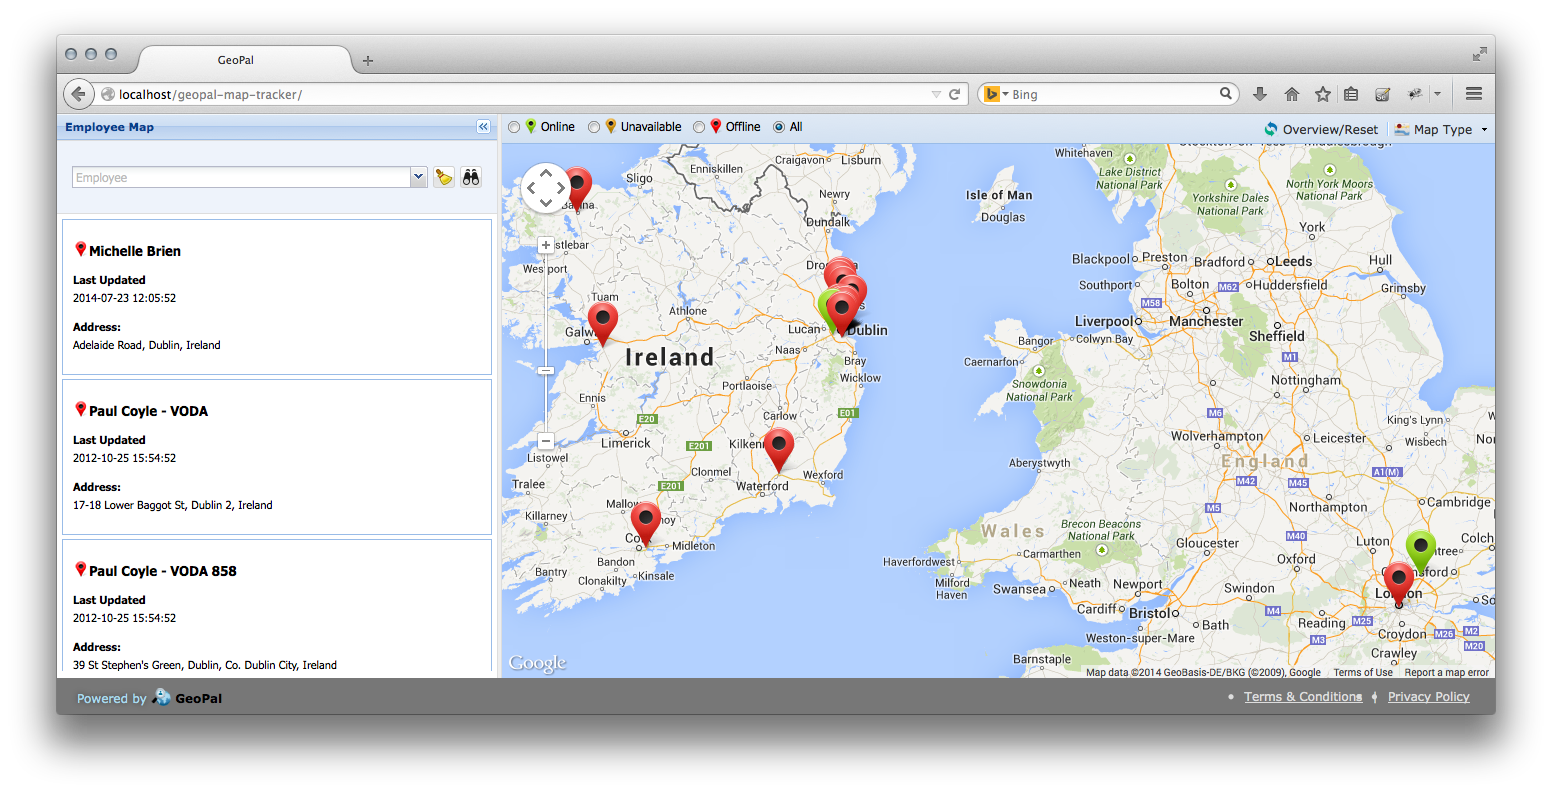 GeoPal
localhost/geopal-map-tracker/
Bing
Employee Map
Online
Unavailable
Offline
All
Overview/Reset
Map Type
Employee
Michelle Brien
Last Updated
2014-07-23 12:05:52
Address:
Adelaide Road, Dublin, Ireland
Paul Coyle - VODA
Last Updated
2012-10-25 15:54:52
Address:
17-18 Lower Baggot St, Dublin 2, Ireland
Paul Coyle - VODA 858
Last Updated
2012-10-25 15:54:52
Address:
39 St Stephen's Green, Dublin, Co. Dublin City, Ireland
Sligo
Enniskillen
Craigavon
Lisburn
Newry
Dundalk
Westport
Tuam
Athlone
Ireland
Lucan
Dublin
Naas
Bray
Wicklow
Portlaoise
Ennis
Carlow
E20
E01
Limerick
E201
Listowel
Clonmel
Wexford
Tralee
E201
Waterford
Killarney
Midleton
Bandon
Bantry
Kinsale
Clonakilty
Isle of Man
Douglas
Whitehaven
Lake District
National Park
Yorkshire Dales
National Park
North York Moors
National Park
York
Blackpool
Preston
Bradford
Leeds
Hull
Southport
Bolton
M62
Huddersfield
Grimsby
M58
Liverpool
Manchester
Sheffield
Bangor
Colwyn Bay
M1
Caernarfon
Snowdonia
National Park
Nottingham
M6
King's Lynn
Wolverhampton
Leicester
Wisbech
England
Aberystwyth
A1(M)
M42
M45
Northampton
Cambridge
M5
Wales
Brecon Beacons
National Park
M40
Gloucester
Luton
Haverfordwest
Carmarthen
Oxford
Milford
Haven
Neath
Newport
Swansea
Swindon
London
Cardiff
Bristol
M4
Reading
M25
Croydon
M26
M2
Bath
M3
M20
Weston-super-Mare
Crawley
Barnstaple
Google
Map data ©2014 GeoBasis-DE/BKG (©2009), Google
Terms of Use
Report a map error
Powered by GeoPal
Terms & Conditions
Privacy Policy